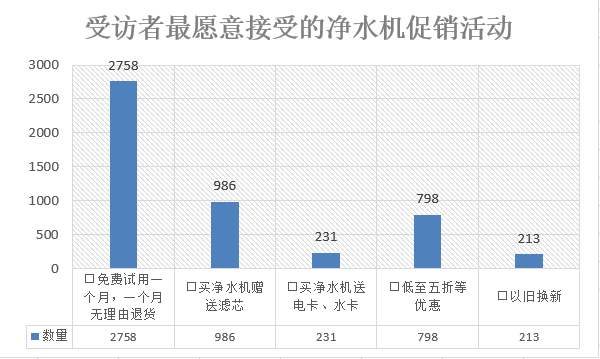 受访者最愿意接受的净水机促销活动
3000
2500
2000
1500
1000
500
0
2758
986
231
798
213
□免费试用一
个月，一个月
无理由退货
□买净水机赠
送滤芯
□买净水机送
电卡、水卡
□低至五折等
优惠
□以旧换新
数量 2758 986 231 798 213